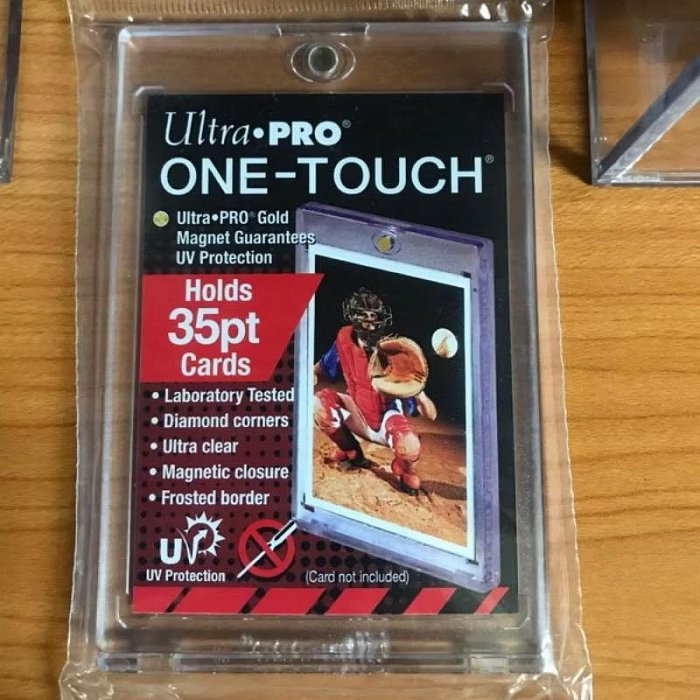 Ultra•PRO®
ONE-TOUCH®
Ultra•PRO® Gold
Magnet Guarantees
UV Protection
Holds
35pt
Cards
• Laboratory Tested
• Diamond corners
• Ultra clear
• Magnetic closure
• Frosted border
UV
UV Protection
(Card not included)